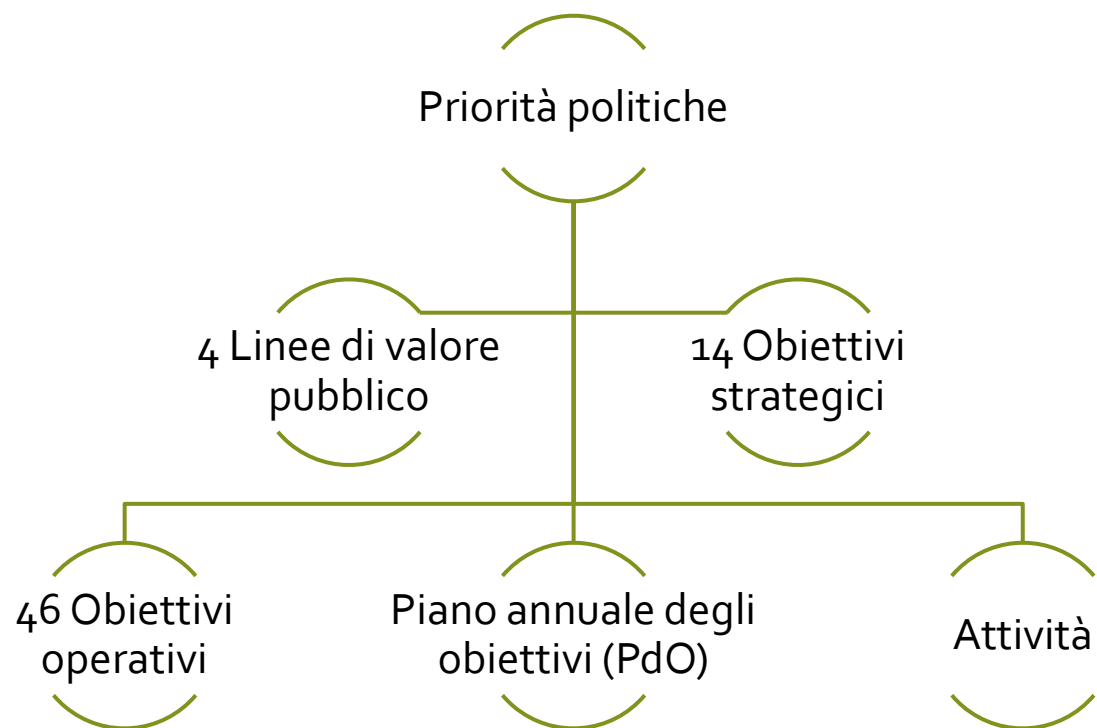 Priorità politiche
4 Linee di valore
pubblico
14 Obiettivi
strategici
46 Obiettivi
operativi
Piano annuale degli
obiettivi (PdO)
Attività